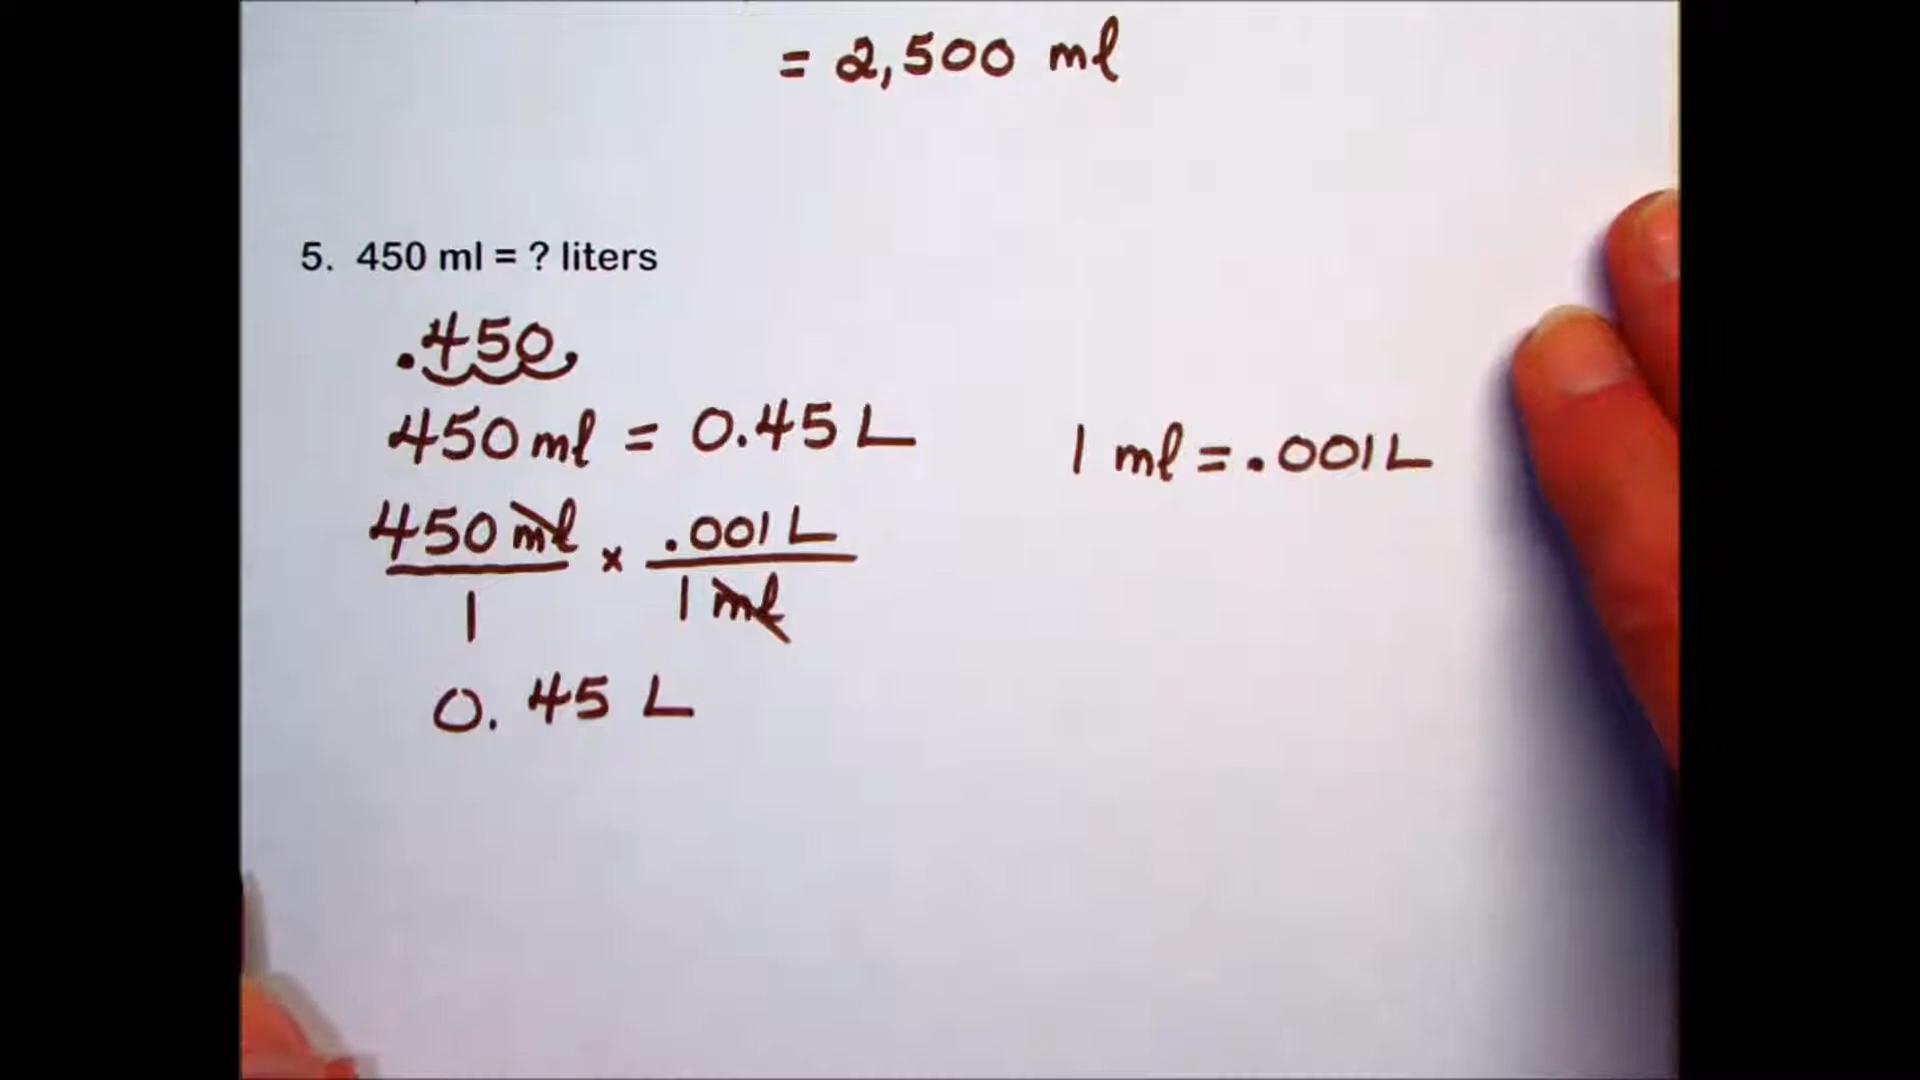 = 2,500 ml
5. 450 ml = ? liters
.450.
450 ml = 0.45 L
1 ml = .001 L
450 ml × .001 L
1 1 ml
0.45 L